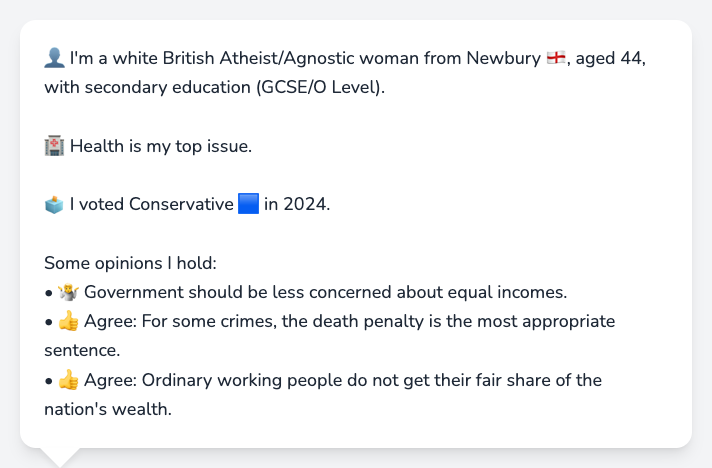 👤 I'm a white British Atheist/Agnostic woman from Newbury 🏴󠁧󠁢󠁥󠁮󠁧󠁿, aged 44,
with secondary education (GCSE/O Level).
🏥 Health is my top issue.
🗳️ I voted Conservative 🟦 in 2024.
Some opinions I hold:
• 🤷‍♀️ Government should be less concerned about equal incomes.
• 👍 Agree: For some crimes, the death penalty is the most appropriate
sentence.
• 👍 Agree: Ordinary working people do not get their fair share of the
nation's wealth.